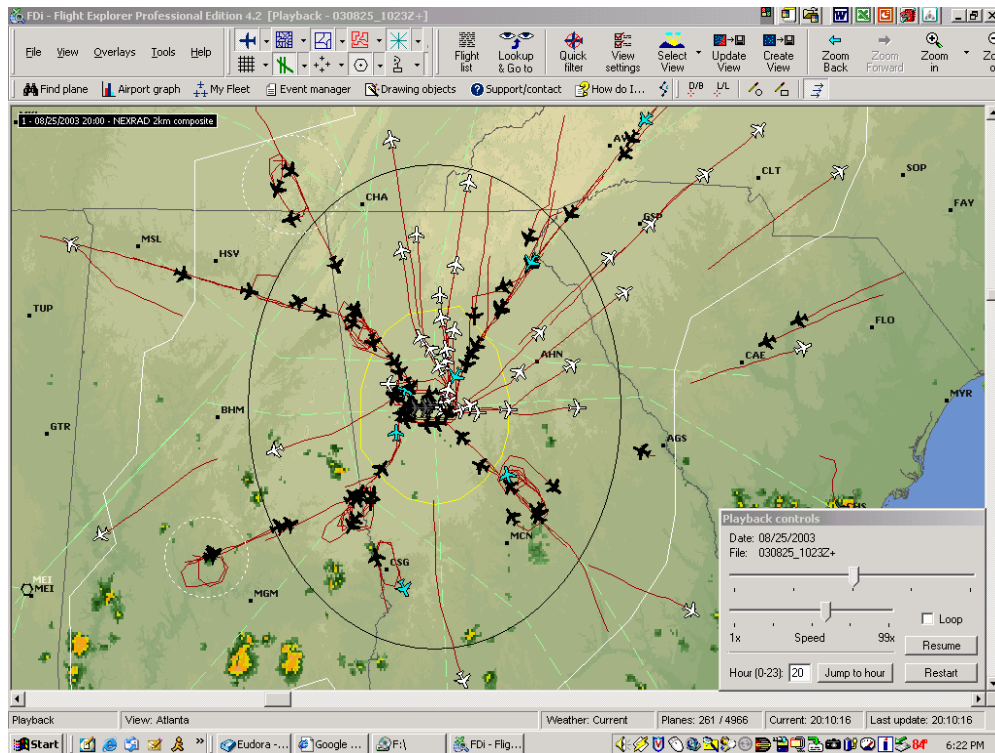 FDi - Flight Explorer Professional Edition 4.2 [Playback - 030825_1023Z+]
File View Overlays Tools Help
Flight list
Lookup & Go to
Quick filter
View settings
Select View
Update View
Create View
Zoom Back
Zoom Forward
Zoom in
Find plane Airport graph My Fleet Event manager Drawing objects Support/contact How do I... D/B L/L
1 - 08/25/2003 20:00 - NEXRAD 2km composite
CLT
SOP
CHA
FAY
GSP
MSL
HSV
TUP
FLO
AHN
CAE
MYR
BHM
GTR
AGS
MCN
CSG
MEI
MEI
MGM
Playback controls
Date: 08/25/2003
File: 030825_1023Z+
Loop
1x Speed 99x
Resume
Hour (0-23): 20 Jump to hour Restart
Playback View: Atlanta Weather: Current Planes: 261 / 4966 Current: 20:10:16 Last update: 20:10:16
Start » Eudora -... Google ... F:\ FDi - Flig... 84° 6:22 PM